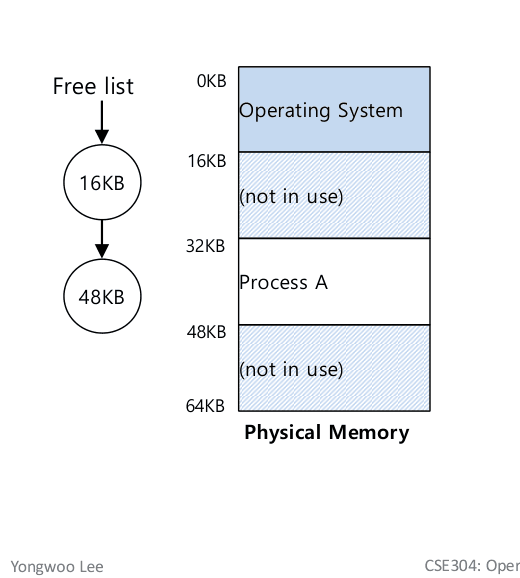 Free list
16KB
48KB
0KB
Operating System
16KB
(not in use)
32KB
Process A
48KB
(not in use)
64KB
Physical Memory
Yongwoo Lee
CSE304: Oper